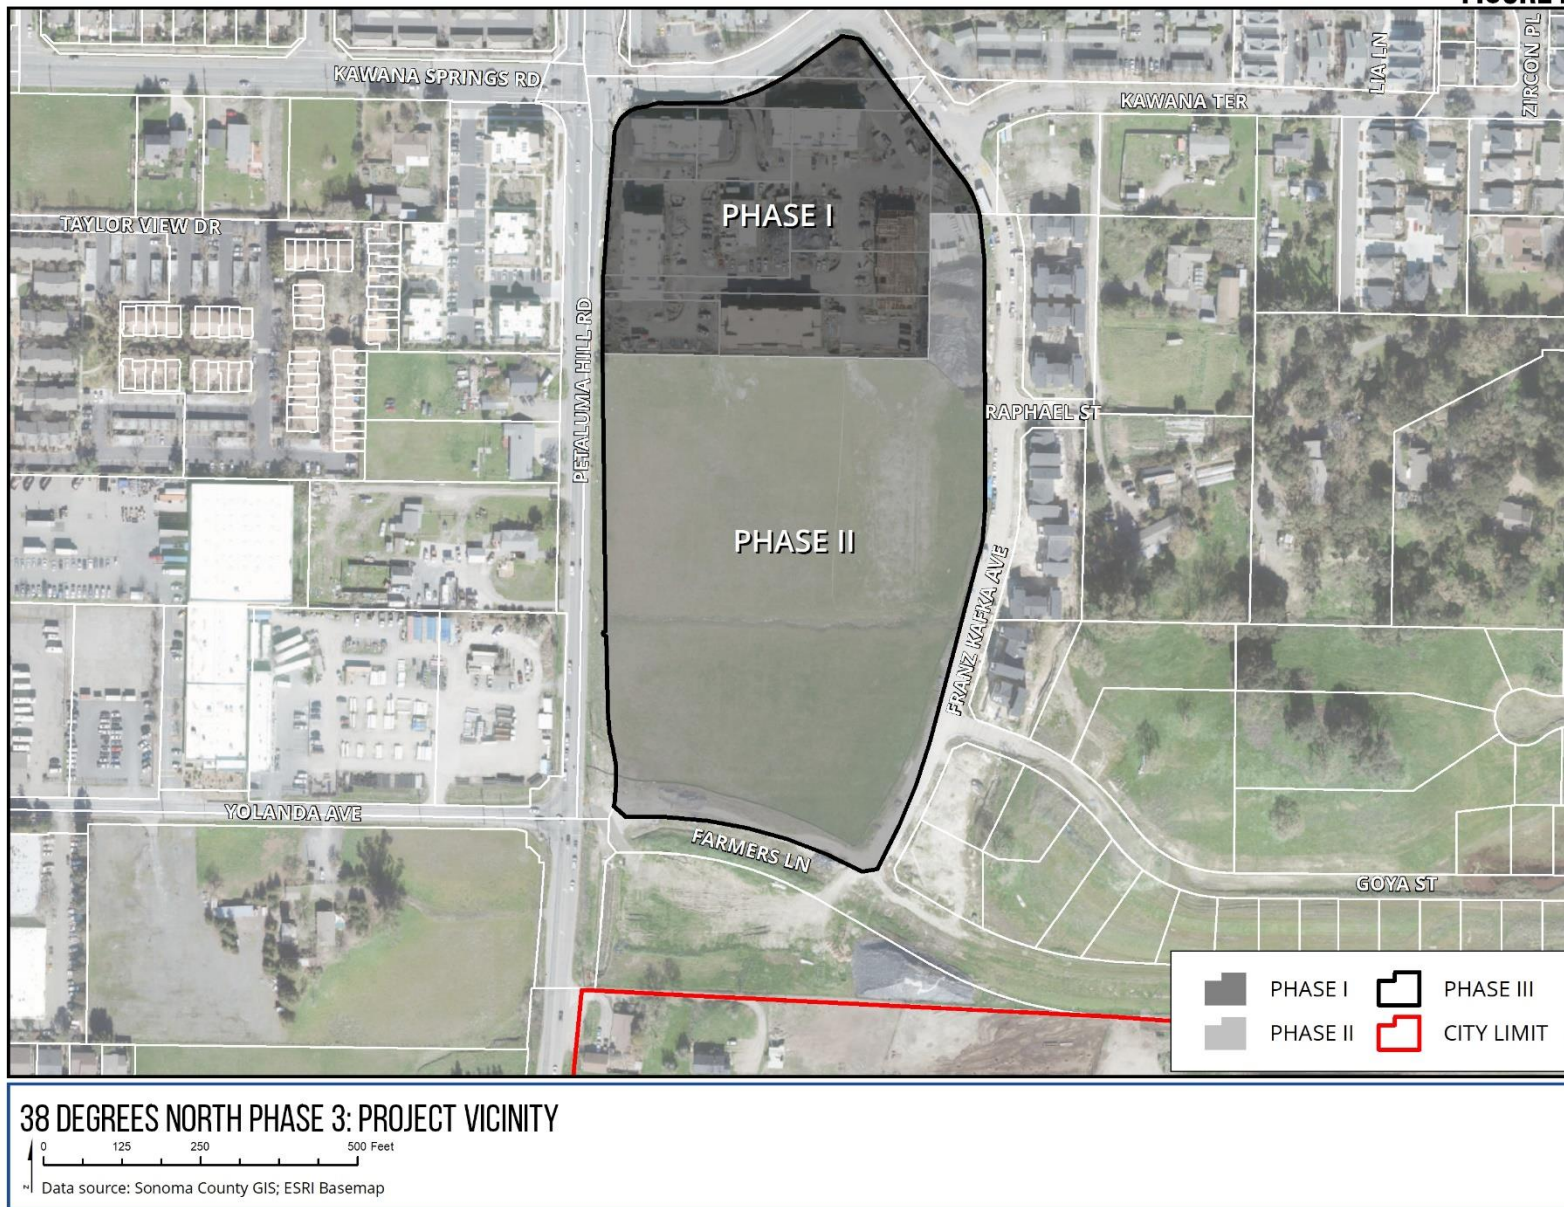 KAWANA SPRINGS RD
LIA LN
ZIRCON PL
KAWANA TER
TAYLOR VIEW DR
PHASE I
PETALUMA HILL RD
RAPHAEL ST
PHASE II
FRANZ KAFKA AVE
YOLANDA AVE
FARMERS LN
GOYA ST
PHASE I PHASE III
PHASE II CITY LIMIT
38 DEGREES NORTH PHASE 3: PROJECT VICINITY
0 125 250 500 Feet
N Data source: Sonoma County GIS; ESRI Basemap